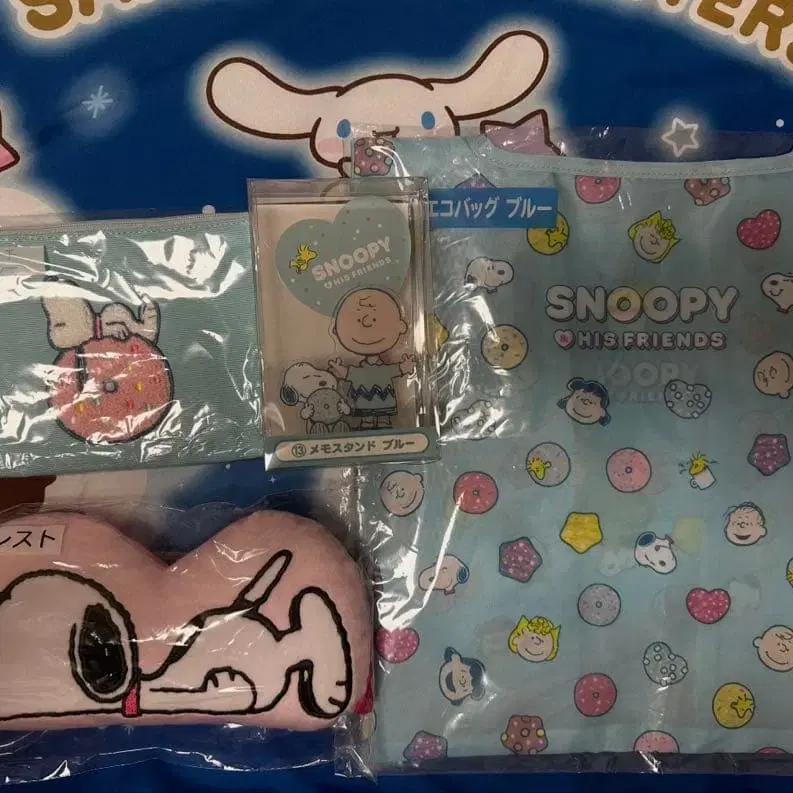 エコバッグ ブルー
SNOOPY
& HIS FRIENDS
SNOOPY
HIS FRIENDS
⑬ メモスタンド ブルー
レスト